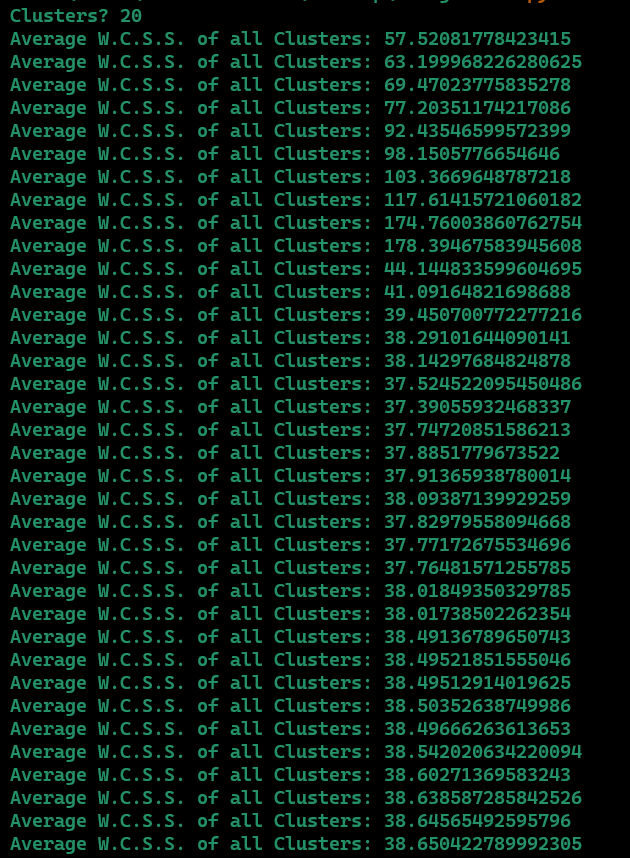 Clusters? 20
Average W.C.S.S. of all Clusters: 57.52081778423415
Average W.C.S.S. of all Clusters: 63.199968226280625
Average W.C.S.S. of all Clusters: 69.47023775835278
Average W.C.S.S. of all Clusters: 77.20351174217086
Average W.C.S.S. of all Clusters: 92.43546599572399
Average W.C.S.S. of all Clusters: 98.1505776654646
Average W.C.S.S. of all Clusters: 103.3669648787218
Average W.C.S.S. of all Clusters: 117.61415721060182
Average W.C.S.S. of all Clusters: 174.76003860762754
Average W.C.S.S. of all Clusters: 178.39467583945608
Average W.C.S.S. of all Clusters: 44.144833599604695
Average W.C.S.S. of all Clusters: 41.09164821698688
Average W.C.S.S. of all Clusters: 39.450700772277216
Average W.C.S.S. of all Clusters: 38.29101644090141
Average W.C.S.S. of all Clusters: 38.14297684824878
Average W.C.S.S. of all Clusters: 37.524522095450486
Average W.C.S.S. of all Clusters: 37.39055932468337
Average W.C.S.S. of all Clusters: 37.74720851586213
Average W.C.S.S. of all Clusters: 37.8851779673522
Average W.C.S.S. of all Clusters: 37.91365938780014
Average W.C.S.S. of all Clusters: 38.09387139929259
Average W.C.S.S. of all Clusters: 37.82979558094668
Average W.C.S.S. of all Clusters: 37.77172675534696
Average W.C.S.S. of all Clusters: 37.76481571255785
Average W.C.S.S. of all Clusters: 38.01849350329785
Average W.C.S.S. of all Clusters: 38.01738502262354
Average W.C.S.S. of all Clusters: 38.49136789650743
Average W.C.S.S. of all Clusters: 38.49521851555046
Average W.C.S.S. of all Clusters: 38.49512914019625
Average W.C.S.S. of all Clusters: 38.50352638749986
Average W.C.S.S. of all Clusters: 38.49666263613653
Average W.C.S.S. of all Clusters: 38.542020634220094
Average W.C.S.S. of all Clusters: 38.60271369583243
Average W.C.S.S. of all Clusters: 38.638587285842526
Average W.C.S.S. of all Clusters: 38.64565492595796
Average W.C.S.S. of all Clusters: 38.650422789992305